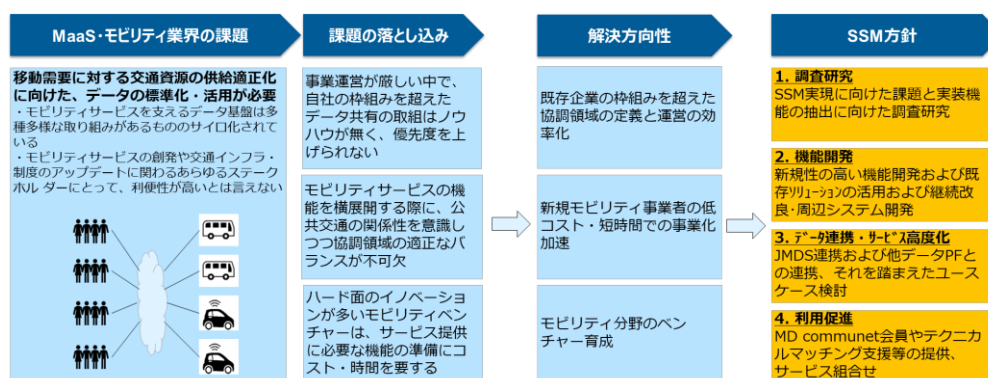 MaaS・モビリティ業界の課題
移動需要に対する交通資源の供給適正化
に向けた、データの標準化・活用が必要
・モビリティサービスを支えるデータ基盤は多
種多様な取り組みがあるもののサイロ化されて
いる
・モビリティサービスの創発や交通インフラ・
制度のアップデートに関わるあらゆるステーク
ホル ダーにとって、利便性が高いとは言えない
課題の落とし込み
事業運営が厳しい中で、
自社の枠組みを超えた
データ共有の取組はノウ
ハウが無く、優先度を上
げられない
モビリティサービスの機
能を横展開する際に、公
共交通の関係性を意識し
つつ協調領域の適正なバ
ランスが不可欠
ハード面のイノベーショ
ンが多いモビリティベン
チャーは、サービス提供
に必要な機能の準備にコ
スト・時間を要する
解決方向性
既存企業の枠組みを超えた
協調領域の定義と運営の効
率化
新規モビリティ事業者の低
コスト・短時間での事業化
加速
モビリティ分野のベン
チャー育成
SSM方針
1. 調査研究
SSM実現に向けた課題と実装機
能の抽出に向けた調査研究
2. 機能開発
新規性の高い機能開発および既
存ｿﾘｭｰｼｮﾝの活用および継続改
良･周辺システム開発
3. ﾃﾞｰﾀ連携・ｻｰﾋﾞｽ高度化
JMDS連携および他データPFと
の連携、それを踏まえたユース
ケース検討
4. 利用促進
MD communet会員やテクニカ
ルマッチング支援等の提供、
サービス組合せ